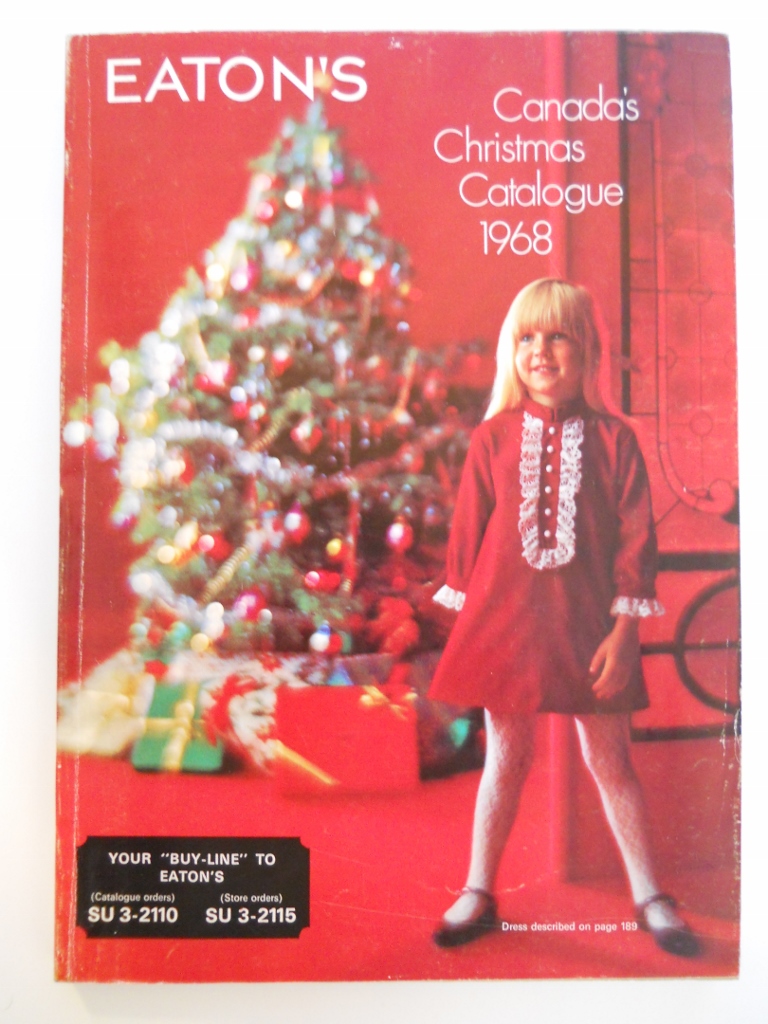 EATON'S
Canada's
Christmas
Catalogue
1968
YOUR "BUY-LINE" TO
EATON'S
(Catalogue orders) (Store orders)
SU 3-2110 SU 3-2115
Dress described on page 189